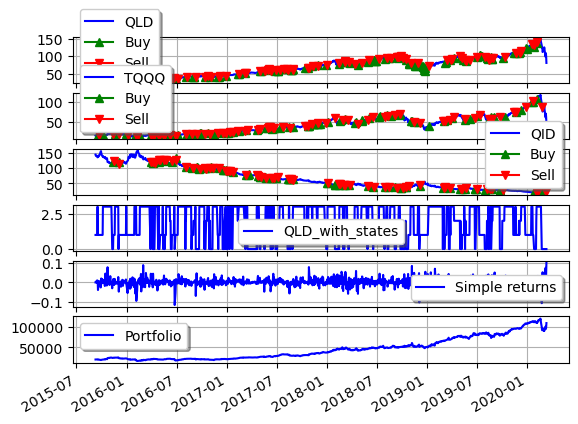 QLD
Buy
Sell
150
100
50
TQQQ
Buy
Sell
100
50
QID
Buy
Sell
150
100
50
QLD_with_states
2.5
0.0
Simple returns
0.1
0.0
−0.1
Portfolio
100000
50000
2015-07 2016-01 2016-07 2017-01 2017-07 2018-01 2018-07 2019-01 2019-07 2020-01